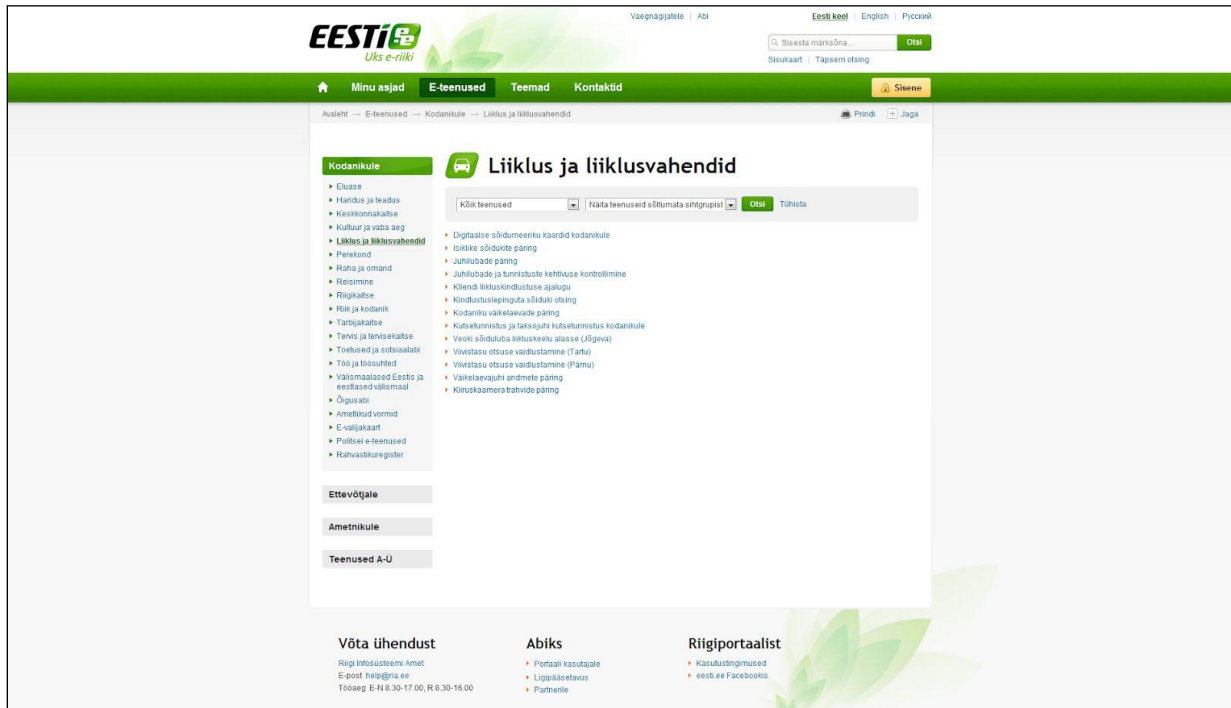 Vaegnägijatele | Abi
Eesti keel | English | Русский
EESTi.ee
Üks e-riiki
Sisesta märksõna...
Otsi
Sisukaart | Täpsem otsing
Minu asjad
E-teenused
Teemad
Kontaktid
Sisene
Avaleht → E-teenused → Kodanikule → Liiklus ja liiklusvahendid
Prindi
Jaga
Kodanikule
Eluase
Haridus ja teadus
Keskkonnakaitse
Kultuur ja vaba aeg
Liiklus ja liiklusvahendid
Perekond
Raha ja omand
Reisimine
Riigikaitse
Riik ja kodanik
Tarbijakaitse
Tervis ja tervisekaitse
Toetused ja sotsiaalabi
Töö ja töösuhted
Välismaalased Eestis ja
eestlased välismaal
Õigusabi
Ametlikud vormid
E-valijakaart
Politsei e-teenused
Rahvastikuregister
Ettevõtjale
Ametnikule
Teenused A-Ü
Liiklus ja liiklusvahendid
Kõik teenused
Näita teenuseid sõltumata sihtgrupist
Otsi
Tühista
Digitaalse sõidumeeriku kaardid kodanikule
Isiklike sõidukite päring
Juhilubade päring
Juhilubade ja tunnistuste kehtivuse kontrollimine
Kliendi liikluskindlustuse ajalugu
Kindlustuslepinguta sõiduki otsing
Kodaniku väikelaevade päring
Kutsetunnistus ja taksojuhi kutsetunnistus kodanikule
Veoki sõiduluba liikluskeelu alasse (Jõgeva)
Viivistasu otsuse vaidlustamine (Tartu)
Viivistasu otsuse vaidlustamine (Pärnu)
Väikelaevajuhi andmete päring
Kiiruskaamera trahvide päring
Võta ühendust
Riigi Infosüsteemi Amet
E-post help@ria.ee
Tööaeg E-N 8.30-17.00, R 8.30-16.00
Abiks
Portaali kasutajale
Ligipääsetavus
Partnerile
Riigiportaalist
Kasutustingimused
eesti.ee Facebookis